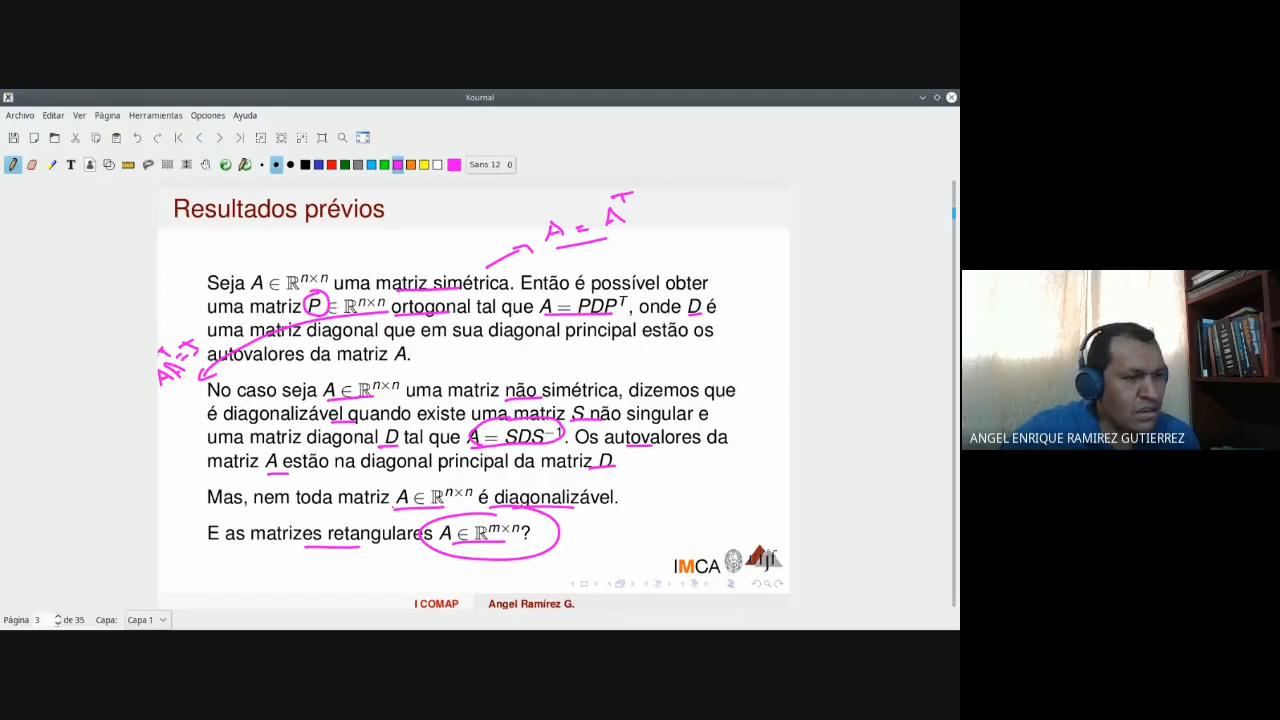 Xournal
Archivo Editar Ver Página Herramientas Opciones Ayuda
Sans 12 0
Resultados prévios
A = Aᵀ
Seja A ∈ ℝⁿˣⁿ uma matriz simétrica. Então é possível obter
uma matriz P ∈ ℝⁿˣⁿ ortogonal tal que A = PDPᵀ, onde D é
uma matriz diagonal que em sua diagonal principal estão os
autovalores da matriz A.
No caso seja A ∈ ℝⁿˣⁿ uma matriz não simétrica, dizemos que
é diagonalizável quando existe uma matriz S não singular e
uma matriz diagonal D tal que A = SDS⁻¹. Os autovalores da
matriz A estão na diagonal principal da matriz D.
Mas, nem toda matriz A ∈ ℝⁿˣⁿ é diagonalizável.
E as matrizes retangulares A ∈ ℝᵐˣⁿ?
IMCA
I COMAP Angel Ramírez G.
Página 3 de 35 Capa: Capa 1
ANGEL ENRIQUE RAMIREZ GUTIERREZ